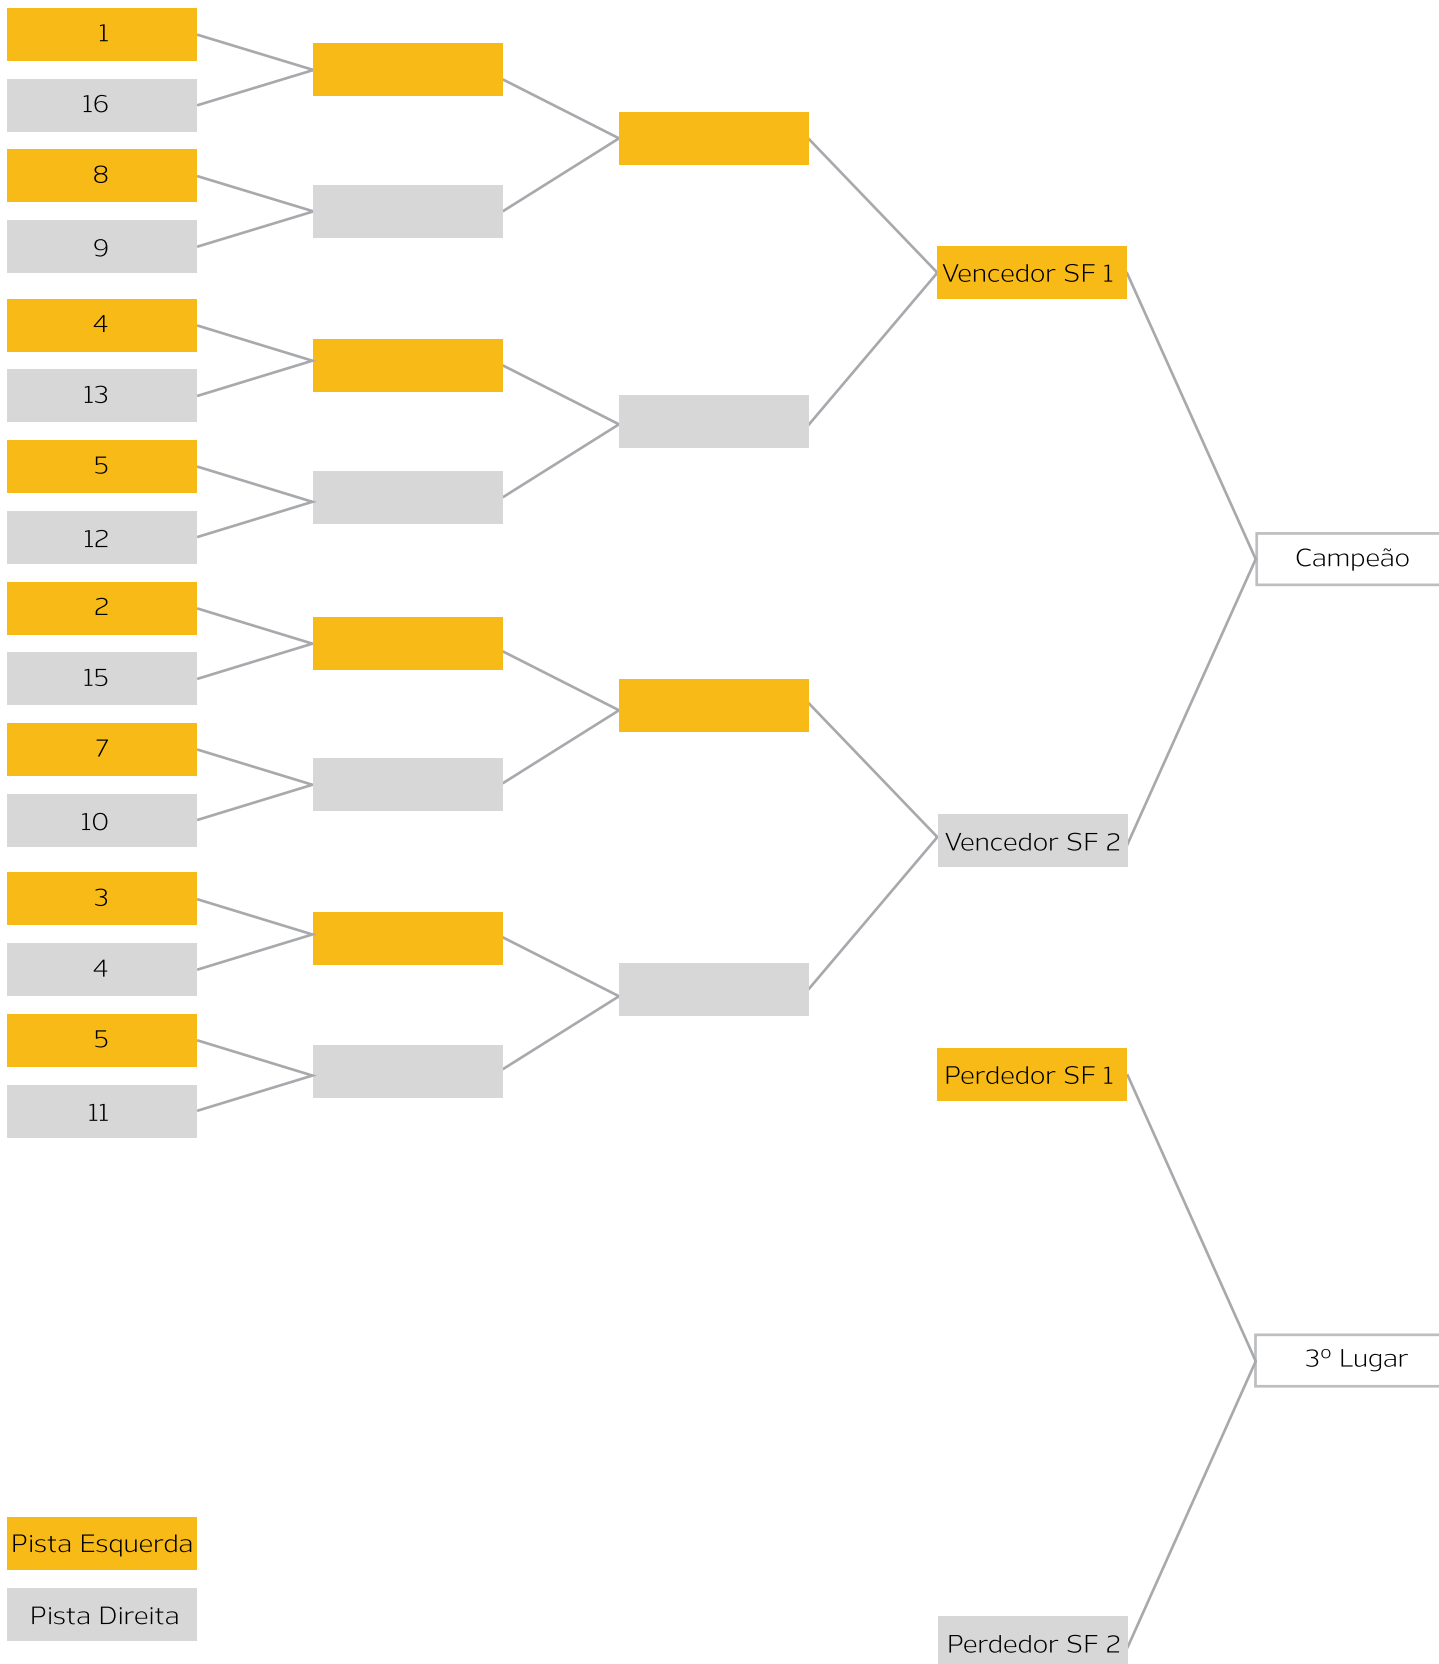 1
16
8
9
4
13
5
12
2
15
7
10
3
4
5
11
Vencedor SF 1
Vencedor SF 2
Campeão
Perdedor SF 1
3º Lugar
Perdedor SF 2
Pista Esquerda
Pista Direita